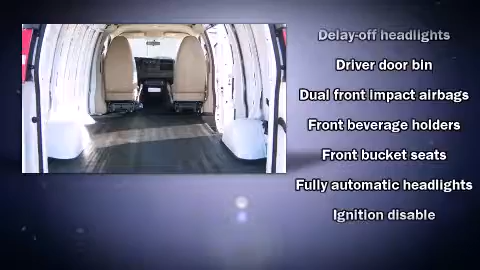 Delay-off headlights
Driver door bin
Dual front impact airbags
Front beverage holders
Front bucket seats
Fully automatic headlights
Ignition disable